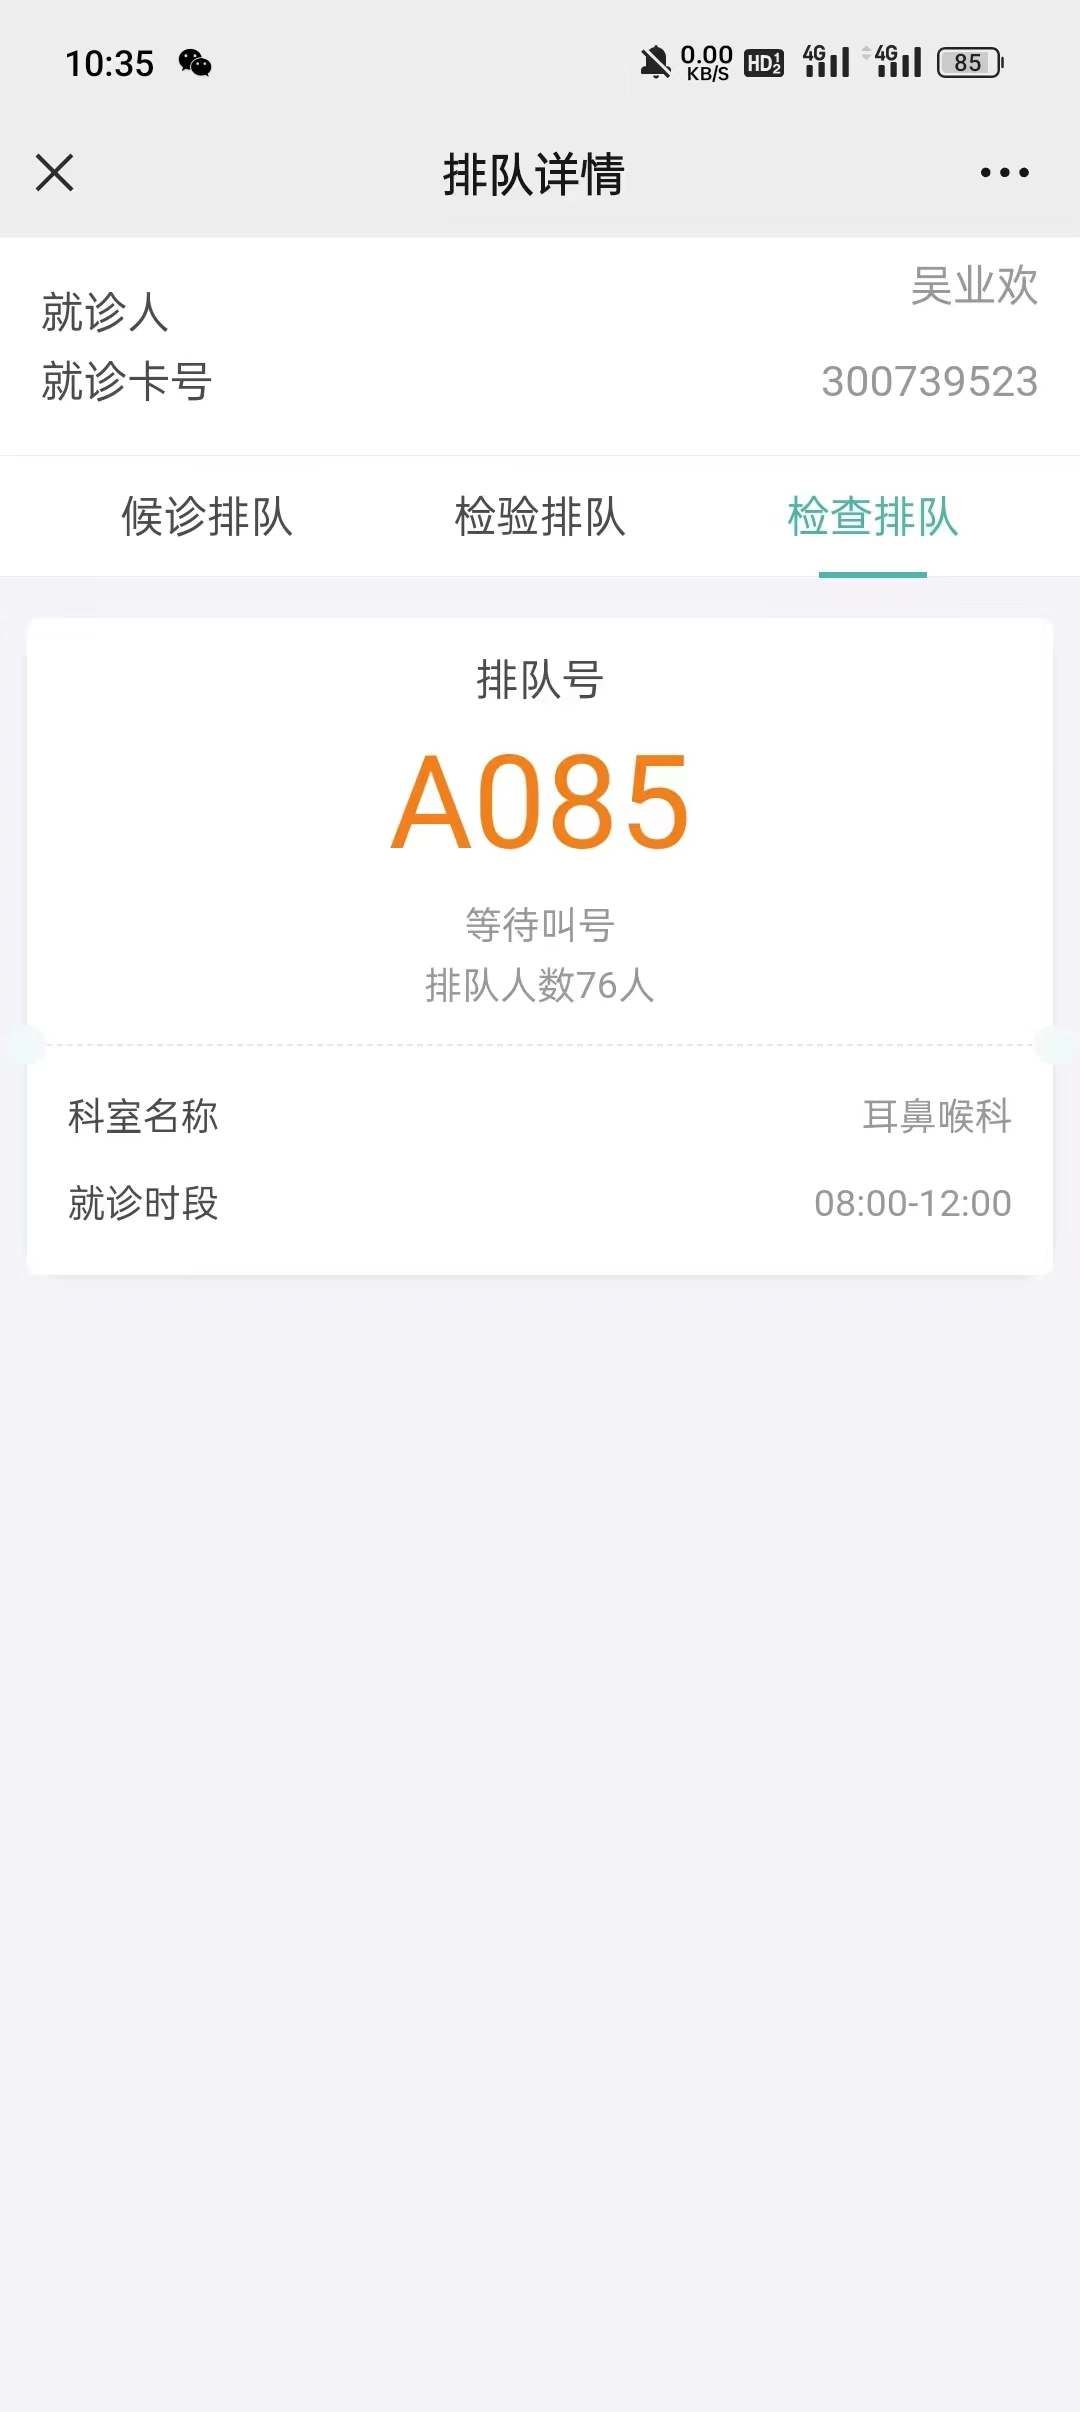 10:35
0.00 KB/S HD 1 2 4G 4G 85
排队详情
就诊人 吴业欢
就诊卡号 300739523
候诊排队 检验排队 检查排队
排队号
A085
等待叫号
排队人数76人
科室名称 耳鼻喉科
就诊时段 08:00-12:00